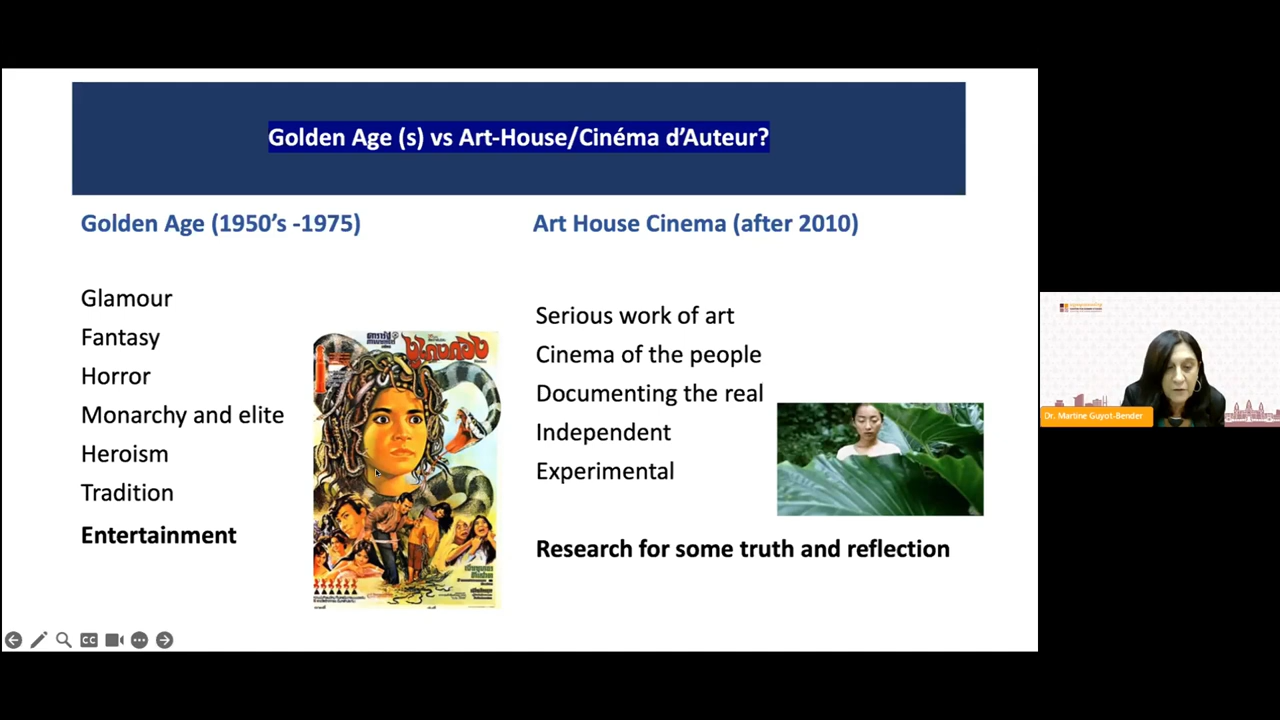 Golden Age (s) vs Art-House/Cinéma d'Auteur?
Golden Age (1950's -1975)
Glamour
Fantasy
Horror
Monarchy and elite
Heroism
Tradition
Entertainment
Art House Cinema (after 2010)
Serious work of art
Cinema of the people
Documenting the real
Independent
Experimental
Research for some truth and reflection
CC
Dr. Martine Guyot-Bender